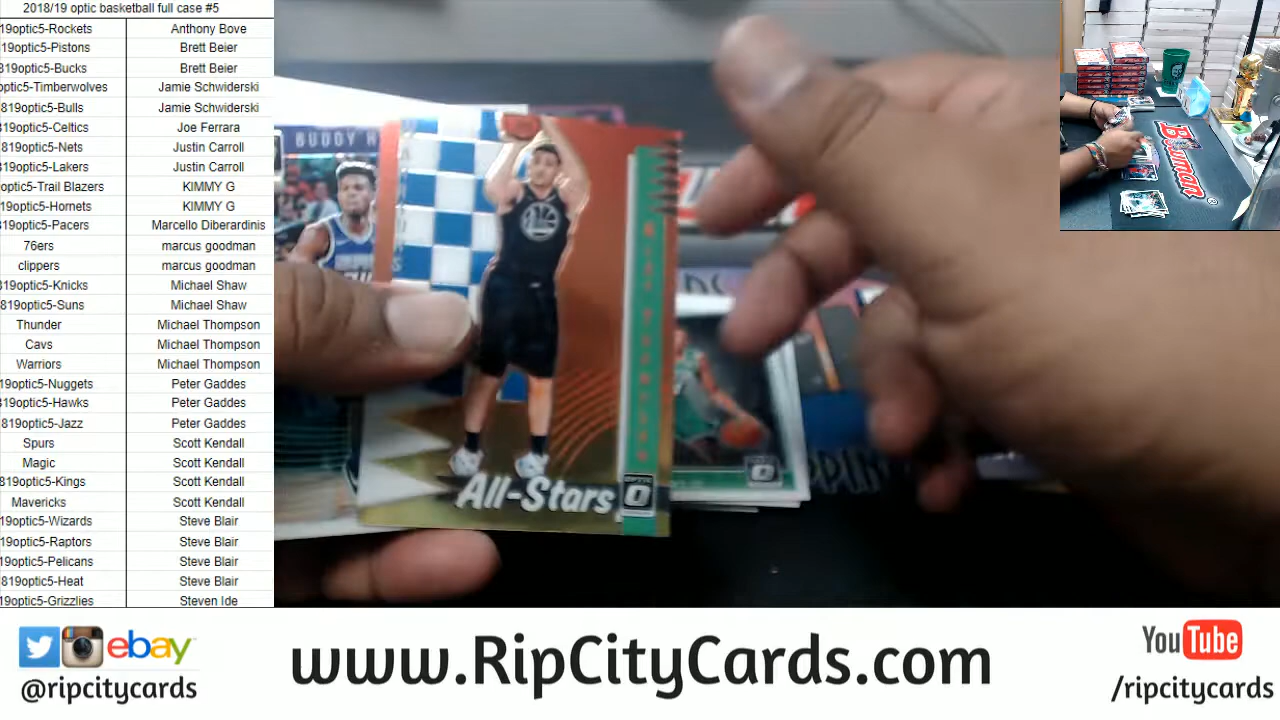 2018/19 optic basketball full case #5
19optic5-Rockets Anthony Bove
19optic5-Pistons Brett Beier
819optic5-Bucks Brett Beier
optic5-Timberwolves Jamie Schwiderski
819optic5-Bulls Jamie Schwiderski
819optic5-Celtics Joe Ferrara
819optic5-Nets Justin Carroll
819optic5-Lakers Justin Carroll
optic5-Trail Blazers KIMMY G
19optic5-Hornets KIMMY G
819optic5-Pacers Marcello Diberardinis
76ers marcus goodman
clippers marcus goodman
819optic5-Knicks Michael Shaw
819optic5-Suns Michael Shaw
Thunder Michael Thompson
Cavs Michael Thompson
Warriors Michael Thompson
19optic5-Nuggets Peter Gaddes
819optic5-Hawks Peter Gaddes
819optic5-Jazz Peter Gaddes
Spurs Scott Kendall
Magic Scott Kendall
819optic5-Kings Scott Kendall
Mavericks Scott Kendall
19optic5-Wizards Steve Blair
19optic5-Raptors Steve Blair
19optic5-Pelicans Steve Blair
819optic5-Heat Steve Blair
19optic5-Grizzlies Steven Ide
BUDDY H
All-Stars
OPTIC
Bowman
ebay
@ripcitycards
www.RipCityCards.com
YouTube
/ripcitycards